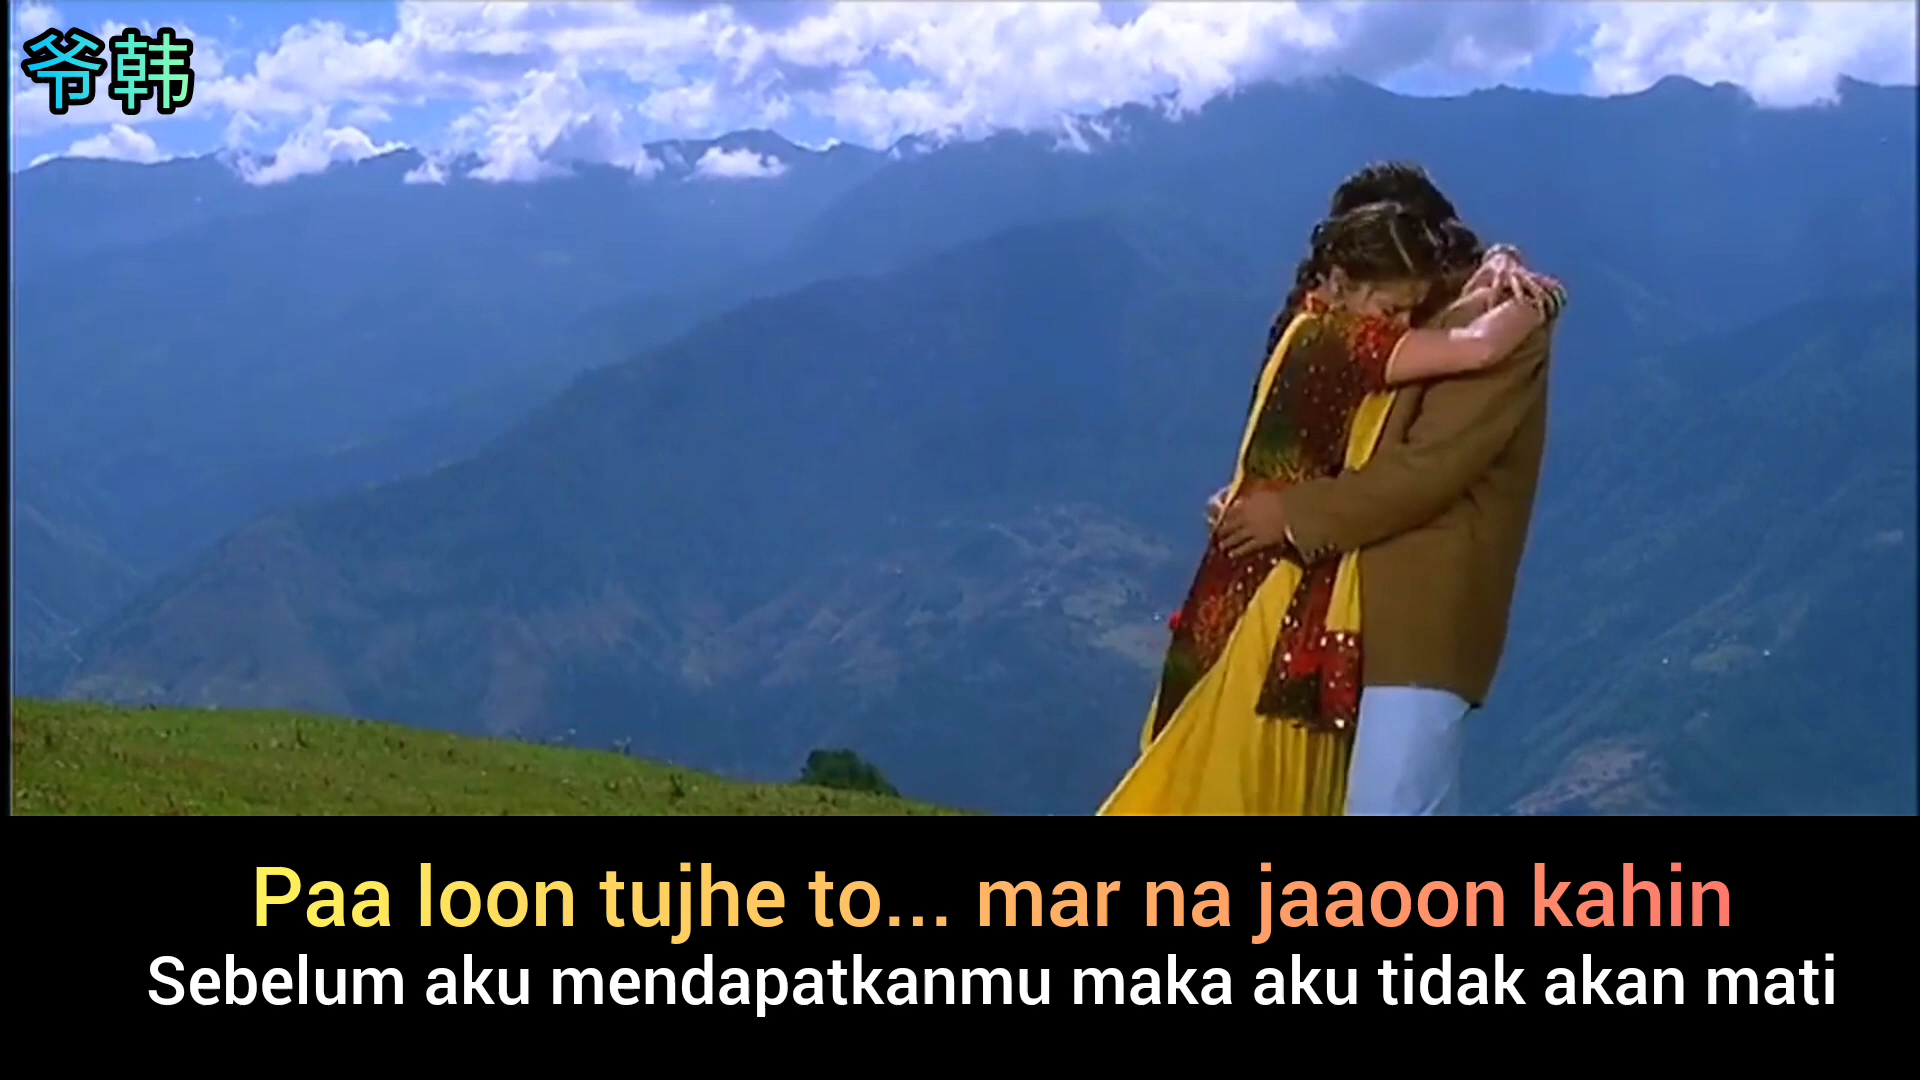 爷韩
Paa loon tujhe to... mar na jaaoon kahin
Sebelum aku mendapatkanmu maka aku tidak akan mati